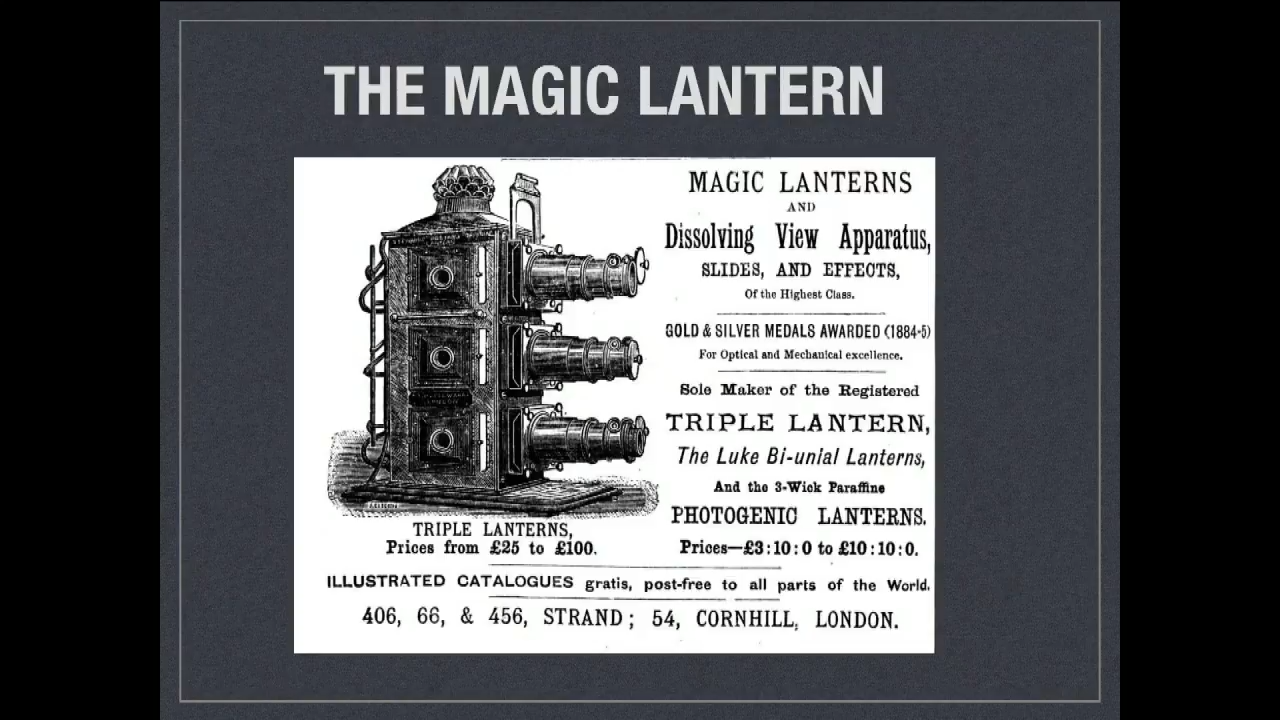 THE MAGIC LANTERN
MAGIC LANTERNS
AND
Dissolving View Apparatus,
SLIDES, AND EFFECTS,
Of the Highest Class.
GOLD & SILVER MEDALS AWARDED (1884-5)
For Optical and Mechanical excellence.
Sole Maker of the Registered
TRIPLE LANTERN,
The Luke Bi-unial Lanterns,
And the 3-Wick Paraffine
PHOTOGENIC LANTERNS.
Prices—£3:10:0 to £10:10:0.
TRIPLE LANTERNS,
Prices from £25 to £100.
ILLUSTRATED CATALOGUES gratis, post-free to all parts of the World.
406, 66, & 456, STRAND; 54, CORNHILL, LONDON.